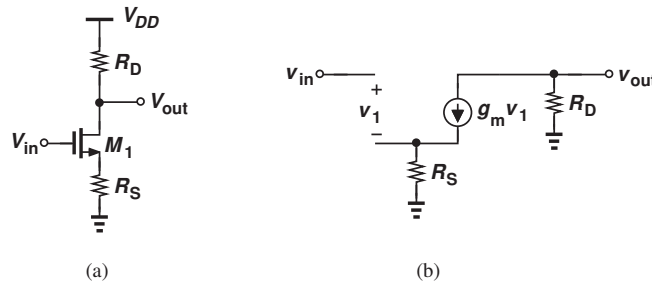 V_DD
R_D
V_out
V_in
M_1
R_S
(a)
v_in
+
v_1
−
g_m v_1
v_out
R_D
R_S
(b)